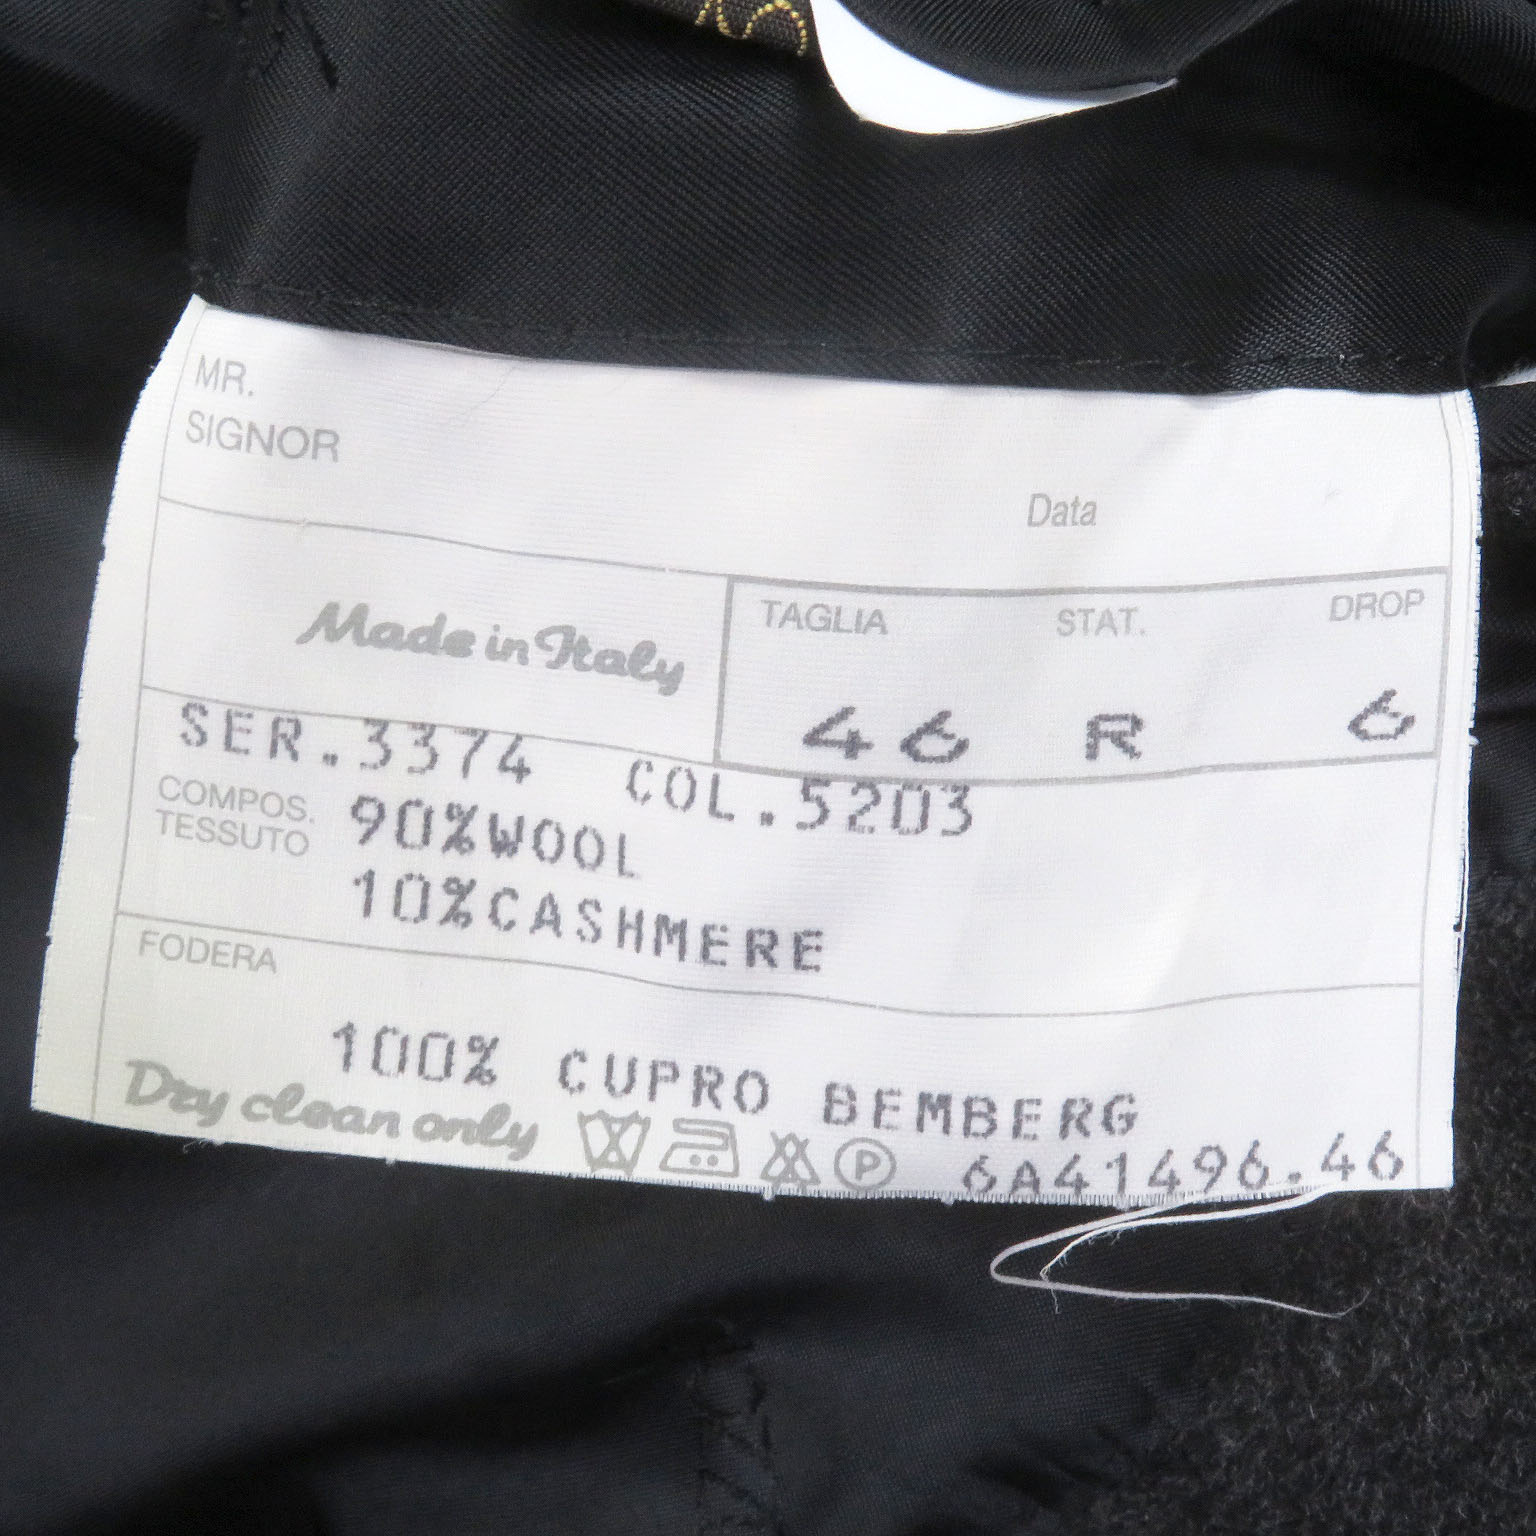 MR.
SIGNOR
Data
Made in Italy
TAGLIA STAT. DROP
46 R 6
SER.3374 COL.5203
COMPOS. TESSUTO
90%WOOL
10%CASHMERE
FODERA
100% CUPRO BEMBERG
Dry clean only P 6A41496.46